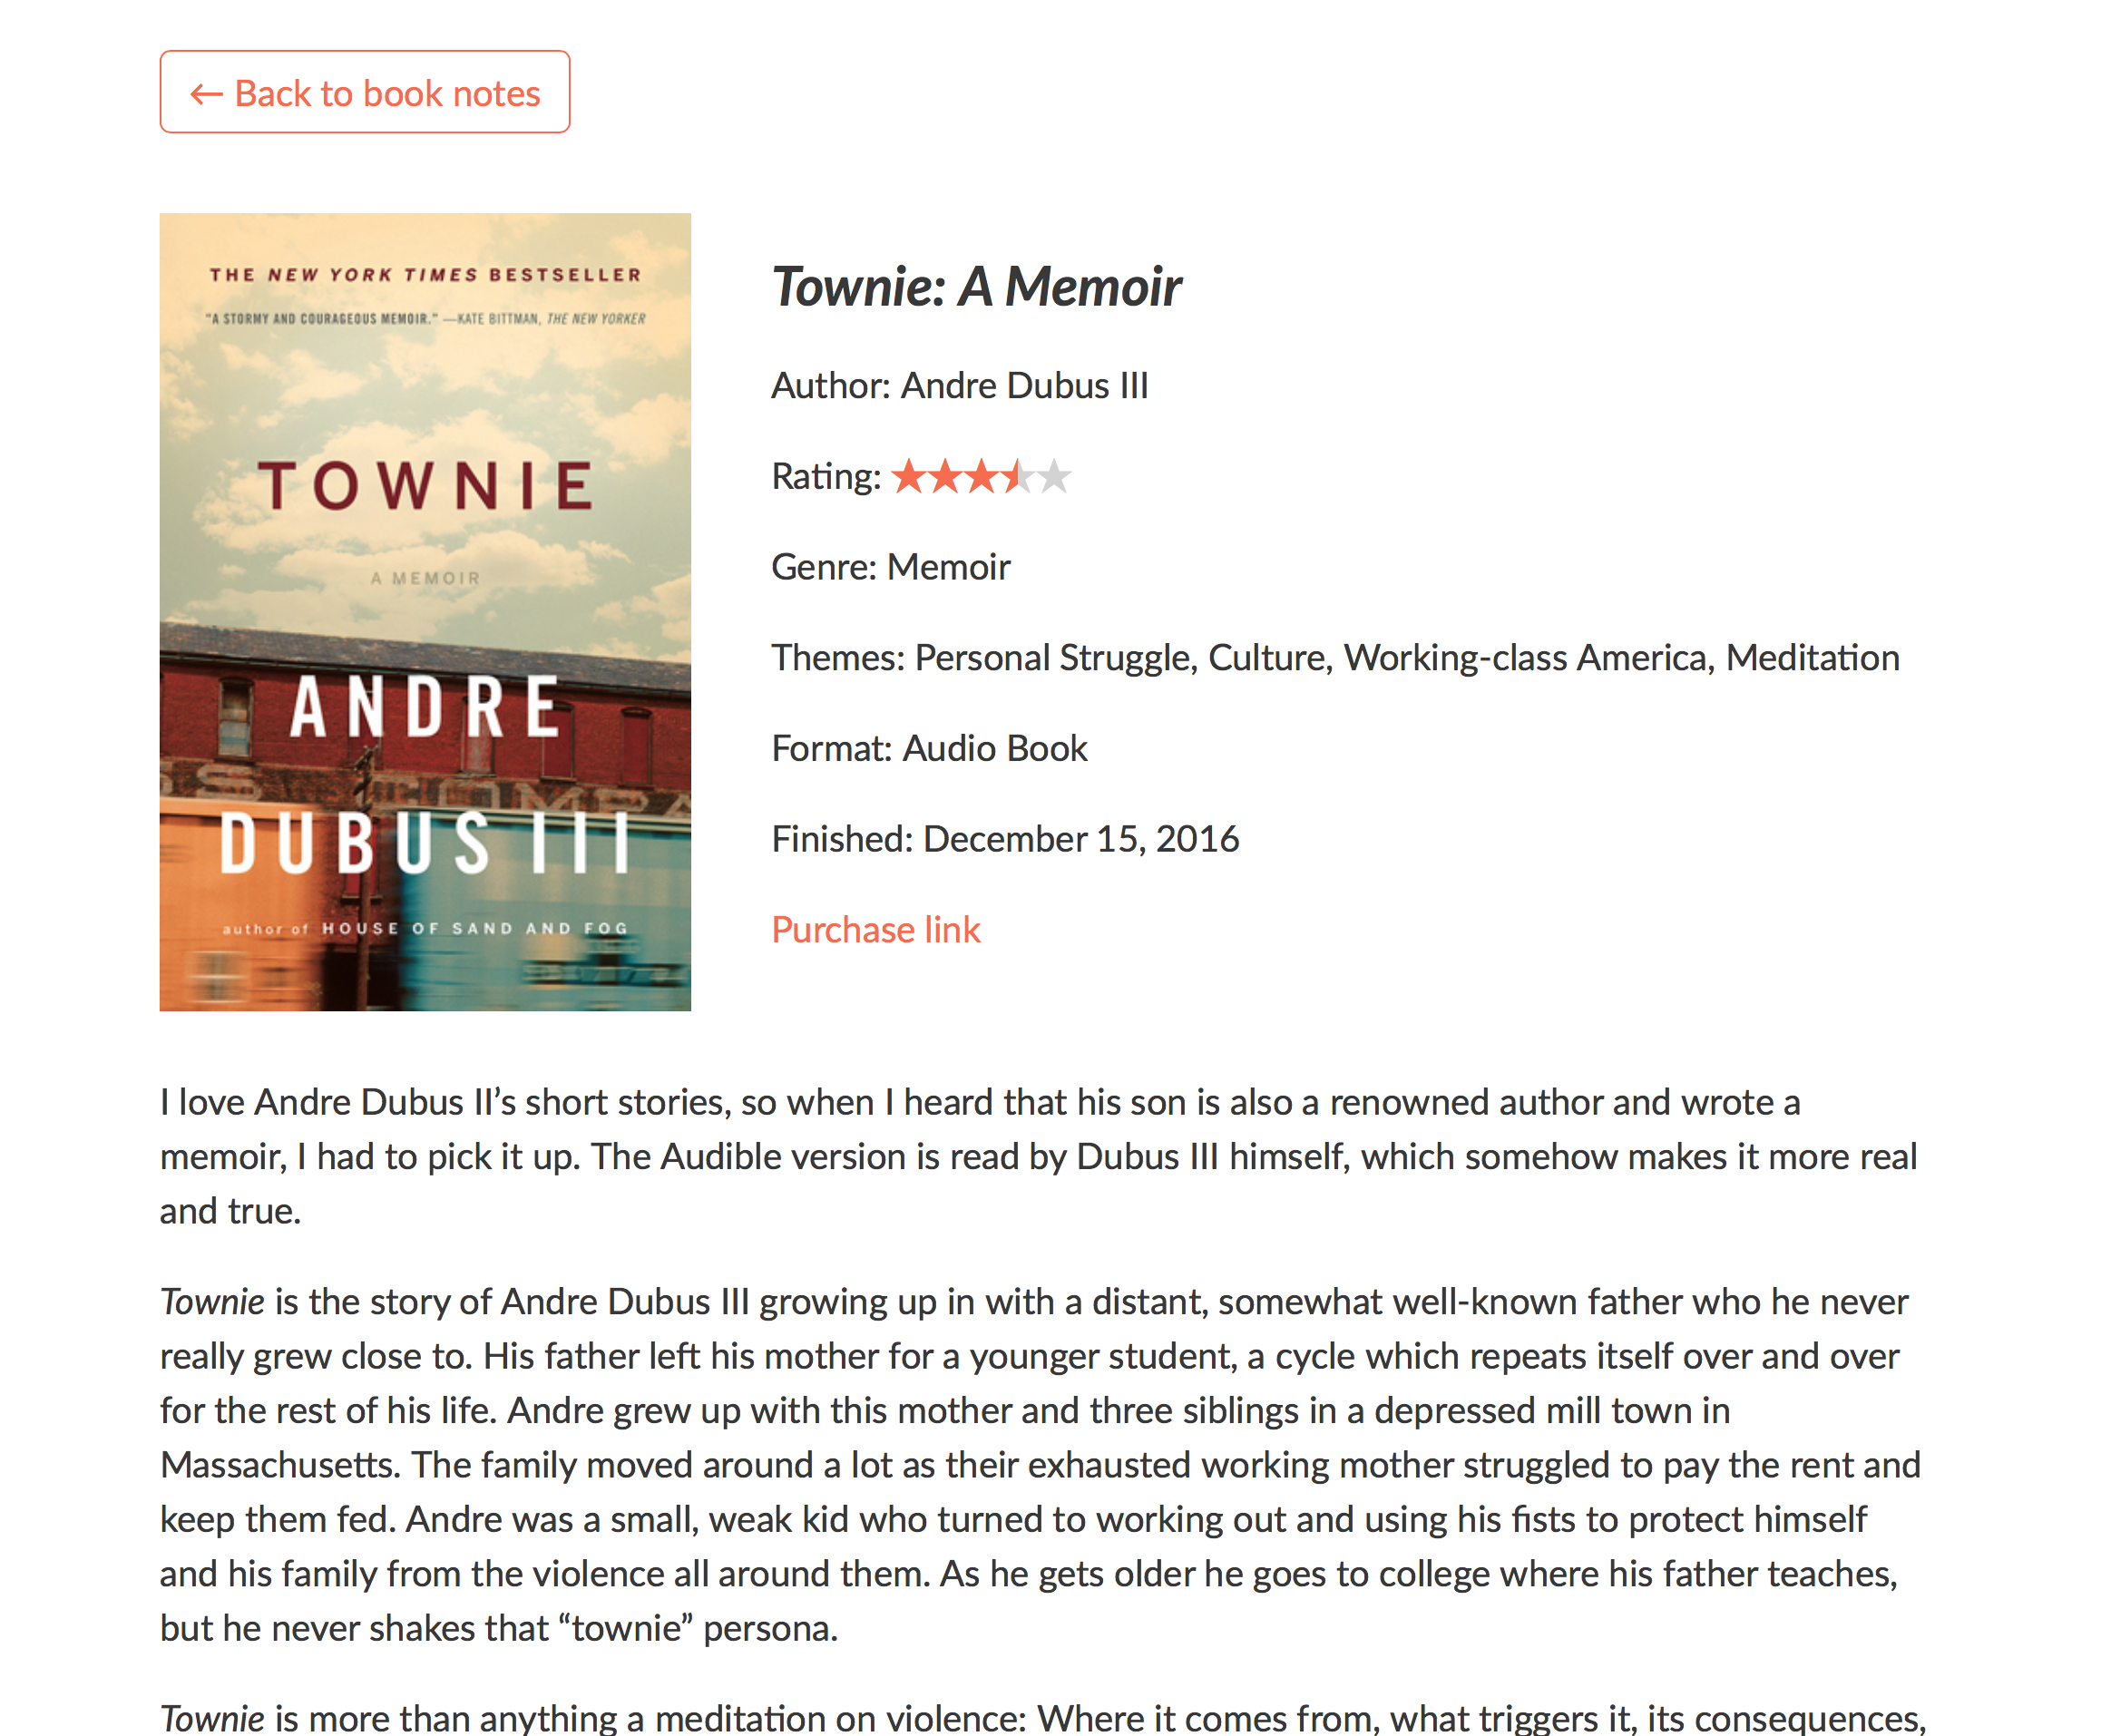 ← Back to book notes
THE NEW YORK TIMES BESTSELLER
"A STORMY AND COURAGEOUS MEMOIR." —KATE BITTMAN, THE NEW YORKER
TOWNIE
A MEMOIR
ANDRE
DUBUS III
author of HOUSE OF SAND AND FOG
Townie: A Memoir
Author: Andre Dubus III
Rating: ★★★★★
Genre: Memoir
Themes: Personal Struggle, Culture, Working-class America, Meditation
Format: Audio Book
Finished: December 15, 2016
Purchase link
I love Andre Dubus II’s short stories, so when I heard that his son is also a renowned author and wrote a
memoir, I had to pick it up. The Audible version is read by Dubus III himself, which somehow makes it more real
and true.
Townie is the story of Andre Dubus III growing up in with a distant, somewhat well-known father who he never
really grew close to. His father left his mother for a younger student, a cycle which repeats itself over and over
for the rest of his life. Andre grew up with this mother and three siblings in a depressed mill town in
Massachusetts. The family moved around a lot as their exhausted working mother struggled to pay the rent and
keep them fed. Andre was a small, weak kid who turned to working out and using his fists to protect himself
and his family from the violence all around them. As he gets older he goes to college where his father teaches,
but he never shakes that “townie” persona.
Townie is more than anything a meditation on violence: Where it comes from, what triggers it, its consequences,